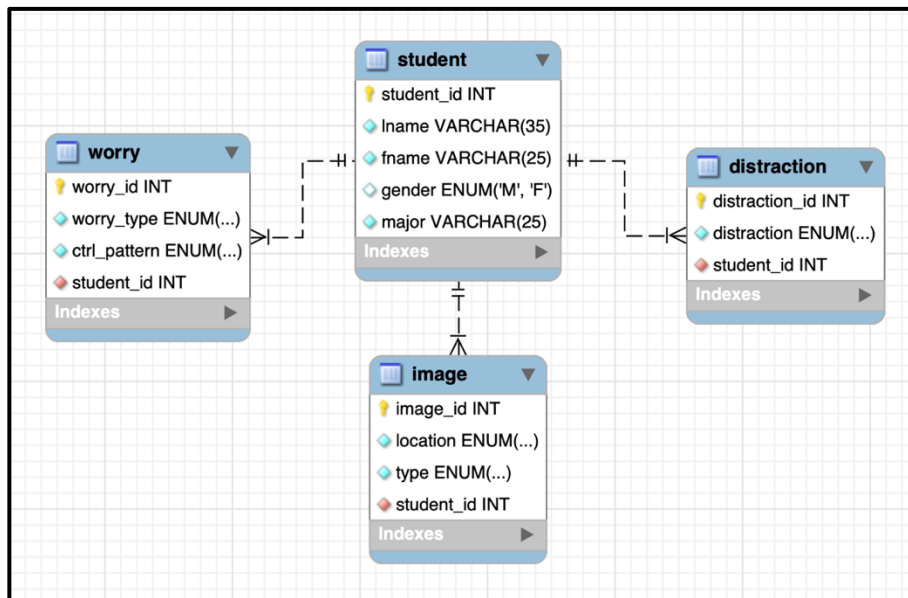 student
student_id INT
lname VARCHAR(35)
fname VARCHAR(25)
gender ENUM('M', 'F')
major VARCHAR(25)
Indexes
worry
worry_id INT
worry_type ENUM(...)
ctrl_pattern ENUM(...)
student_id INT
Indexes
distraction
distraction_id INT
distraction ENUM(...)
student_id INT
Indexes
image
image_id INT
location ENUM(...)
type ENUM(...)
student_id INT
Indexes